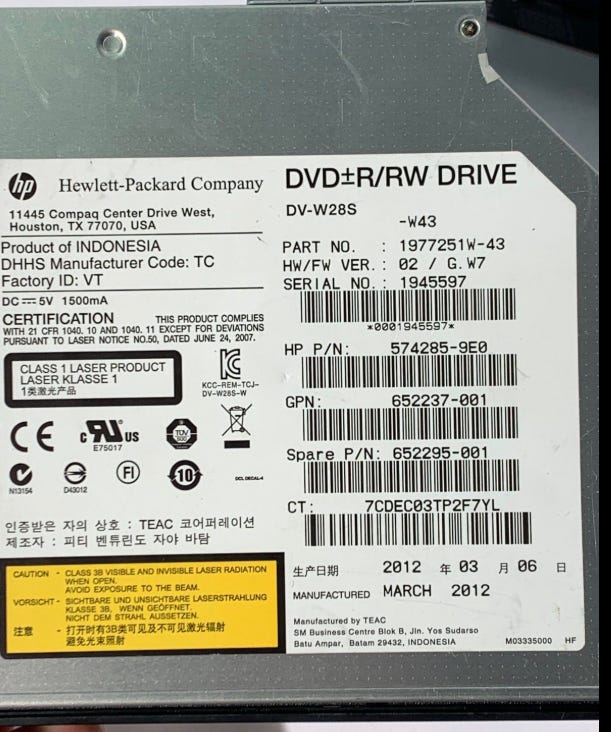 hp Hewlett-Packard Company
11445 Compaq Center Drive West,
Houston, TX 77070, USA
Product of INDONESIA
DHHS Manufacturer Code: TC
Factory ID: VT
DC ⎓ 5V 1500mA
CERTIFICATION THIS PRODUCT COMPLIES
WITH 21 CFR 1040. 10 AND 1040. 11 EXCEPT FOR DEVIATIONS
PURSUANT TO LASER NOTICE NO.50, DATED JUNE 24, 2007.
CLASS 1 LASER PRODUCT
LASER KLASSE 1
1类激光产品
KCC-REM-TCJ-
DV-W28S-W
CE
c RU US
E75017
TÜV
N13154
D43012
FI
10
DCL DECAL-4
인증받은 자의 상호 : TEAC 코어퍼레이션
제조자 : 피티 벤튜린도 자야 바탐
CAUTION - CLASS 3B VISIBLE AND INVISIBLE LASER RADIATION
WHEN OPEN.
AVOID EXPOSURE TO THE BEAM.
VORSICHT - SICHTBARE UND UNSICHTBARE LASERSTRAHLUNG
KLASSE 3B, WENN GEÖFFNET.
NICHT DEM STRAHL AUSSETZEN.
注意 - 打开时有3B类可见及不可见激光辐射
避免光束照射
DVD±R/RW DRIVE
DV-W28S
-W43
PART NO. : 1977251W-43
HW/FW VER. : 02 / G.W7
SERIAL NO. : 1945597
*0001945597*
HP P/N: 574285-9E0
GPN: 652237-001
Spare P/N: 652295-001
CT: 7CDEC03TP2F7YL
生产日期 2012 年 03 月 06 日
MANUFACTURED MARCH 2012
Manufactured by TEAC
SM Business Centre Blok B, Jln. Yos Sudarso
Batu Ampar, Batam 29432, INDONESIA M03335000 HF